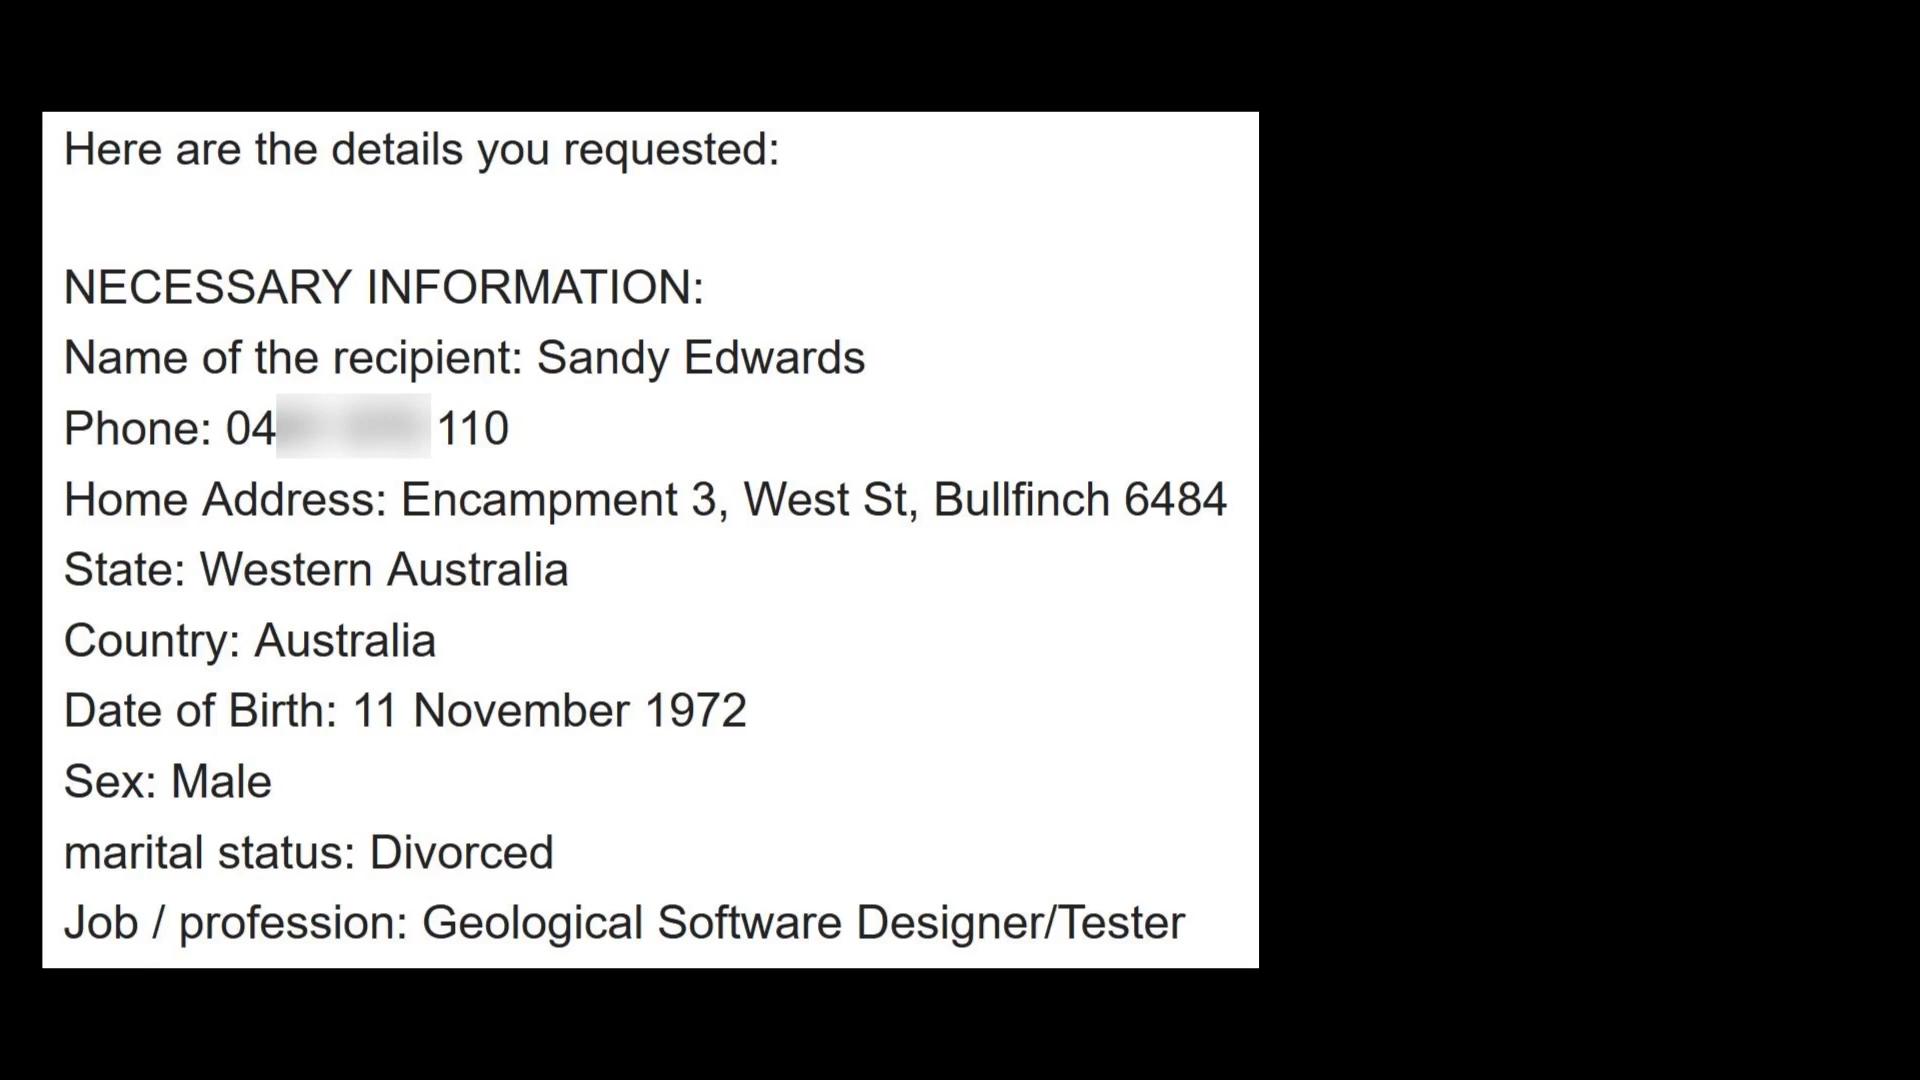 Here are the details you requested:
NECESSARY INFORMATION:
Name of the recipient: Sandy Edwards
Phone: 04 110
Home Address: Encampment 3, West St, Bullfinch 6484
State: Western Australia
Country: Australia
Date of Birth: 11 November 1972
Sex: Male
marital status: Divorced
Job / profession: Geological Software Designer/Tester